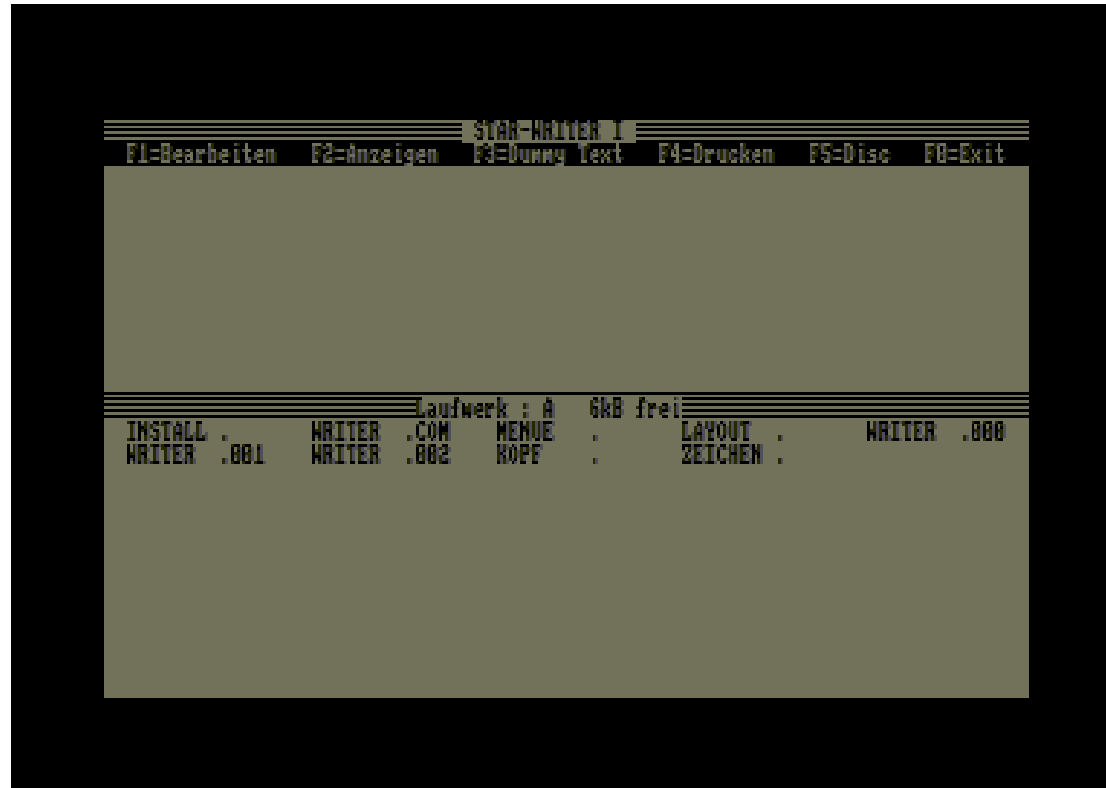 STAR-WRITER I
F1=Bearbeiten F2=Anzeigen F3=Dummy Text F4=Drucken F5=Disc F0=Exit
Laufwerk : A 6kB frei
INSTALL . WRITER .COM MENUE . LAYOUT . WRITER .000
WRITER .001 WRITER .002 KOPF . ZEICHEN .